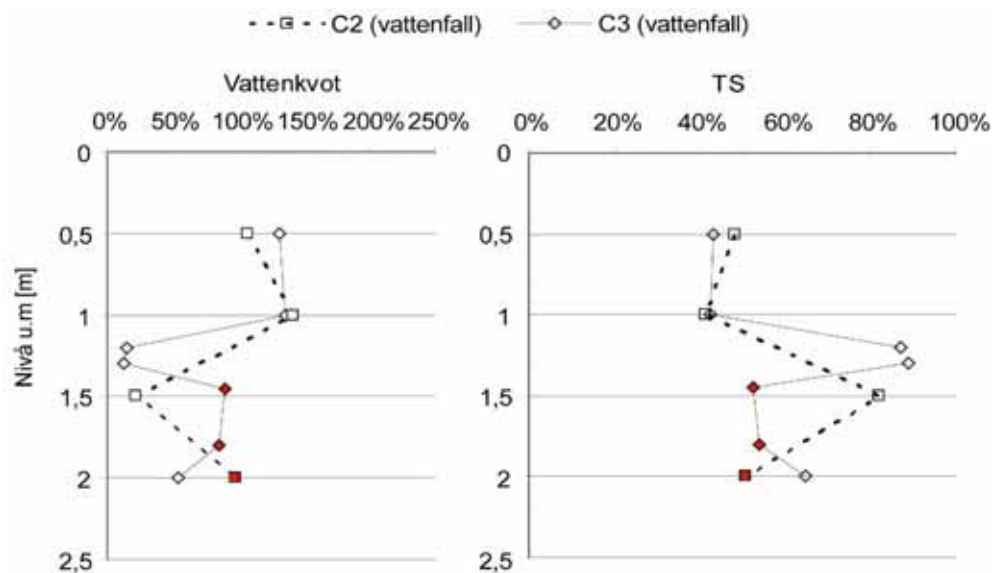 C2 (vattenfall) C3 (vattenfall)
Vattenkvot TS
0% 50% 100% 150% 200% 250% 0% 20% 40% 60% 80% 100%
0 0
0,5 0,5
1 1
1,5 1,5
2 2
2,5 2,5
Nivå u.m [m]